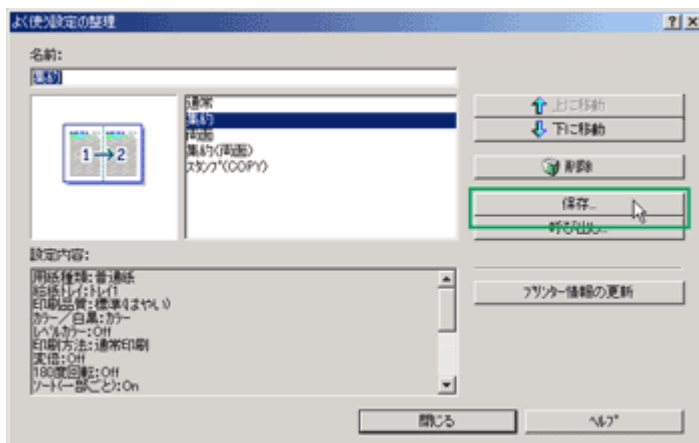 よく使う設定の整理
名前:
集約
通常
集約
両面
集約(両面)
スタンプ(COPY)
1→2
上に移動
下に移動
削除
保存...
呼び出し...
設定内容:
用紙種類:普通紙
給紙トレイ:トレイ1
印刷品質:標準(はやい)
カラー/白黒:カラー
レベルカラー:Off
印刷方法:通常印刷
変倍:Off
180度回転:Off
ソート(一部ごと):On
プリンター情報の更新
閉じる
ヘルプ